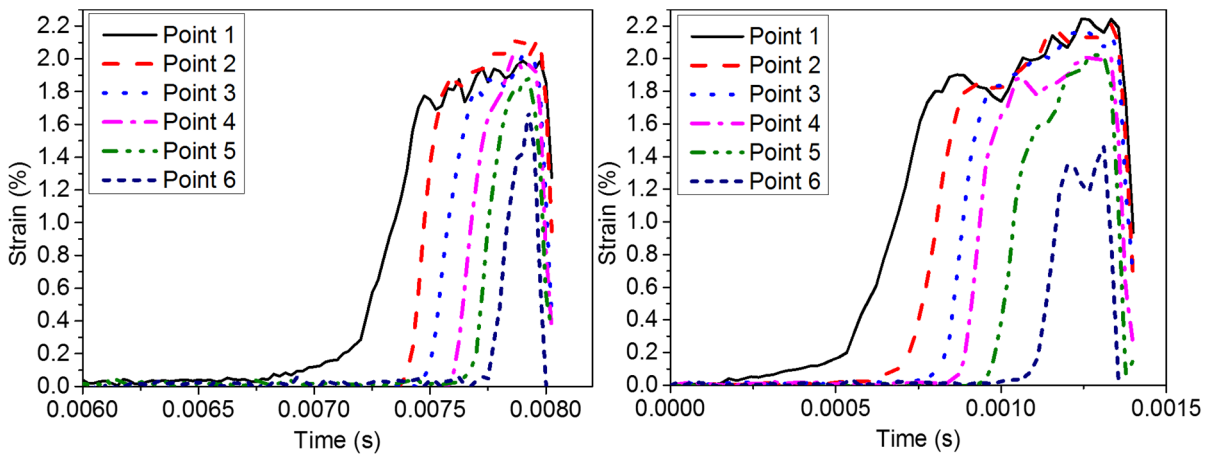 2.2
2.0
1.8
1.6
1.4
1.2
1.0
0.8
0.6
0.4
0.2
0.0
Strain (%)
Point 1
Point 2
Point 3
Point 4
Point 5
Point 6
0.0060 0.0065 0.0070 0.0075 0.0080
Time (s)
2.2
2.0
1.8
1.6
1.4
1.2
1.0
0.8
0.6
0.4
0.2
0.0
Strain (%)
Point 1
Point 2
Point 3
Point 4
Point 5
Point 6
0.0000 0.0005 0.0010 0.0015
Time (s)